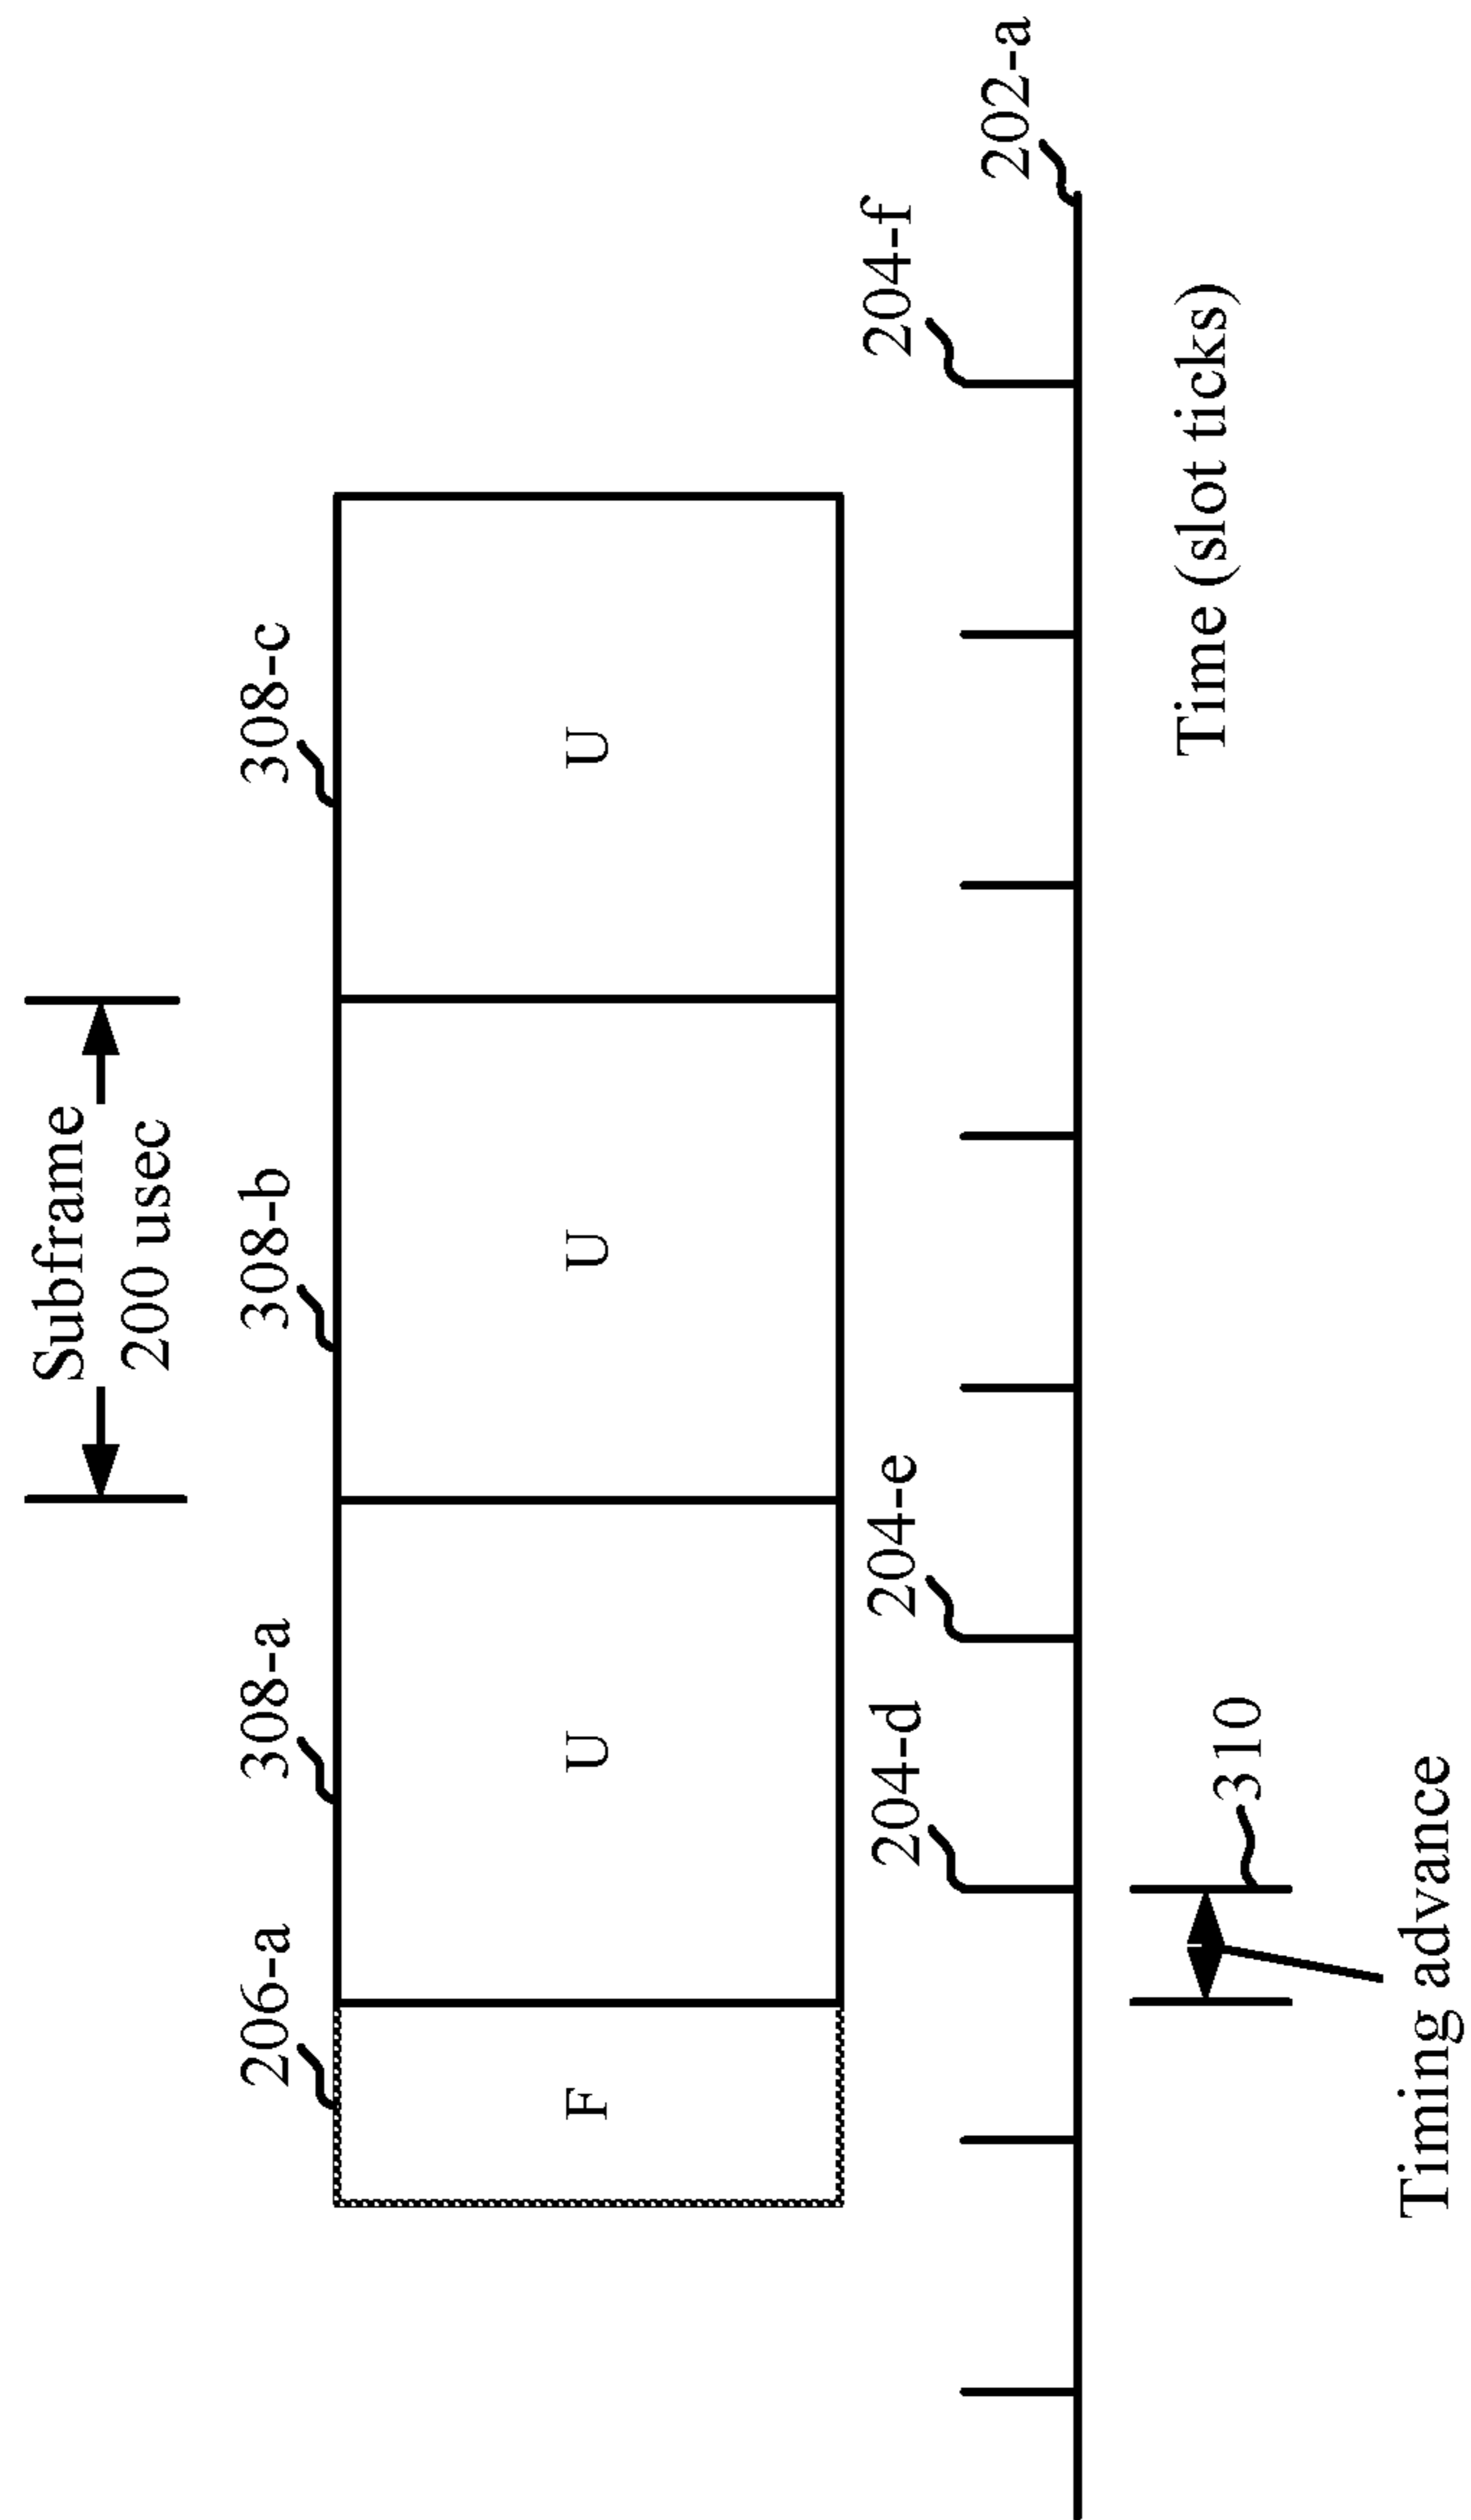 Subframe
200 usec
206-a
308-a
308-b
308-c
F
U
U
U
204-d
204-e
204-f
202-a
310
Time (slot ticks)
Timing advance